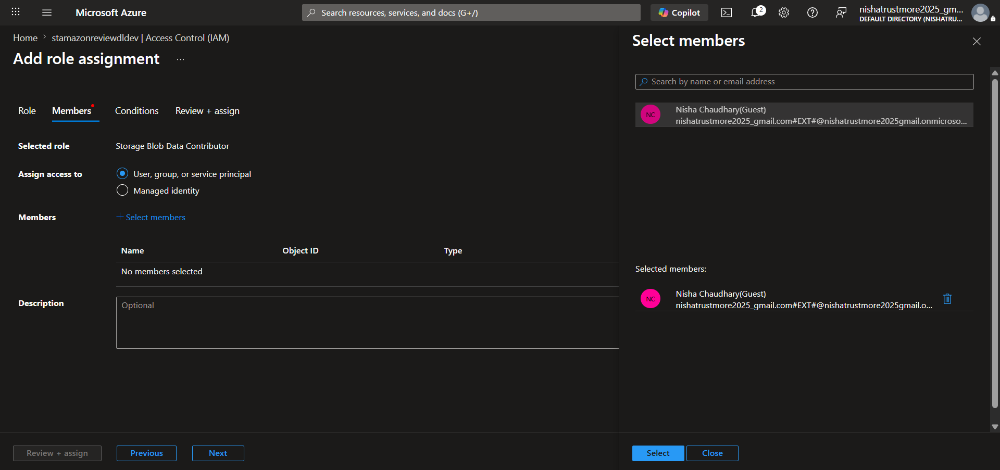 Microsoft Azure
Search resources, services, and docs (G+/)
Copilot
2
nishatrustmore2025_gm...
DEFAULT DIRECTORY (NISHATRU...
Home > stamazonreviewdldev | Access Control (IAM)
Add role assignment ...
Role Members Conditions Review + assign
Selected role Storage Blob Data Contributor
Assign access to User, group, or service principal
Managed identity
Members + Select members
Name Object ID Type
No members selected
Description Optional
Review + assign Previous Next
Select members
Search by name or email address
NC
Nisha Chaudhary(Guest)
nishatrustmore2025_gmail.com#EXT#@nishatrustmore2025gmail.onmicroso...
Selected members:
NC
Nisha Chaudhary(Guest)
nishatrustmore2025_gmail.com#EXT#@nishatrustmore2025gmail.o...
Select Close